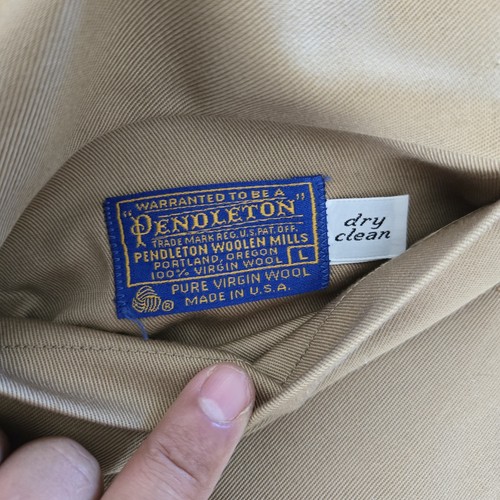 WARRANTED TO BE A
"PENDLETON"
TRADE MARK REG. U.S. PAT. OFF.
PENDLETON WOOLEN MILLS
PORTLAND, OREGON
100% VIRGIN WOOL L
PURE VIRGIN WOOL
® MADE IN U.S.A.
dry
clean